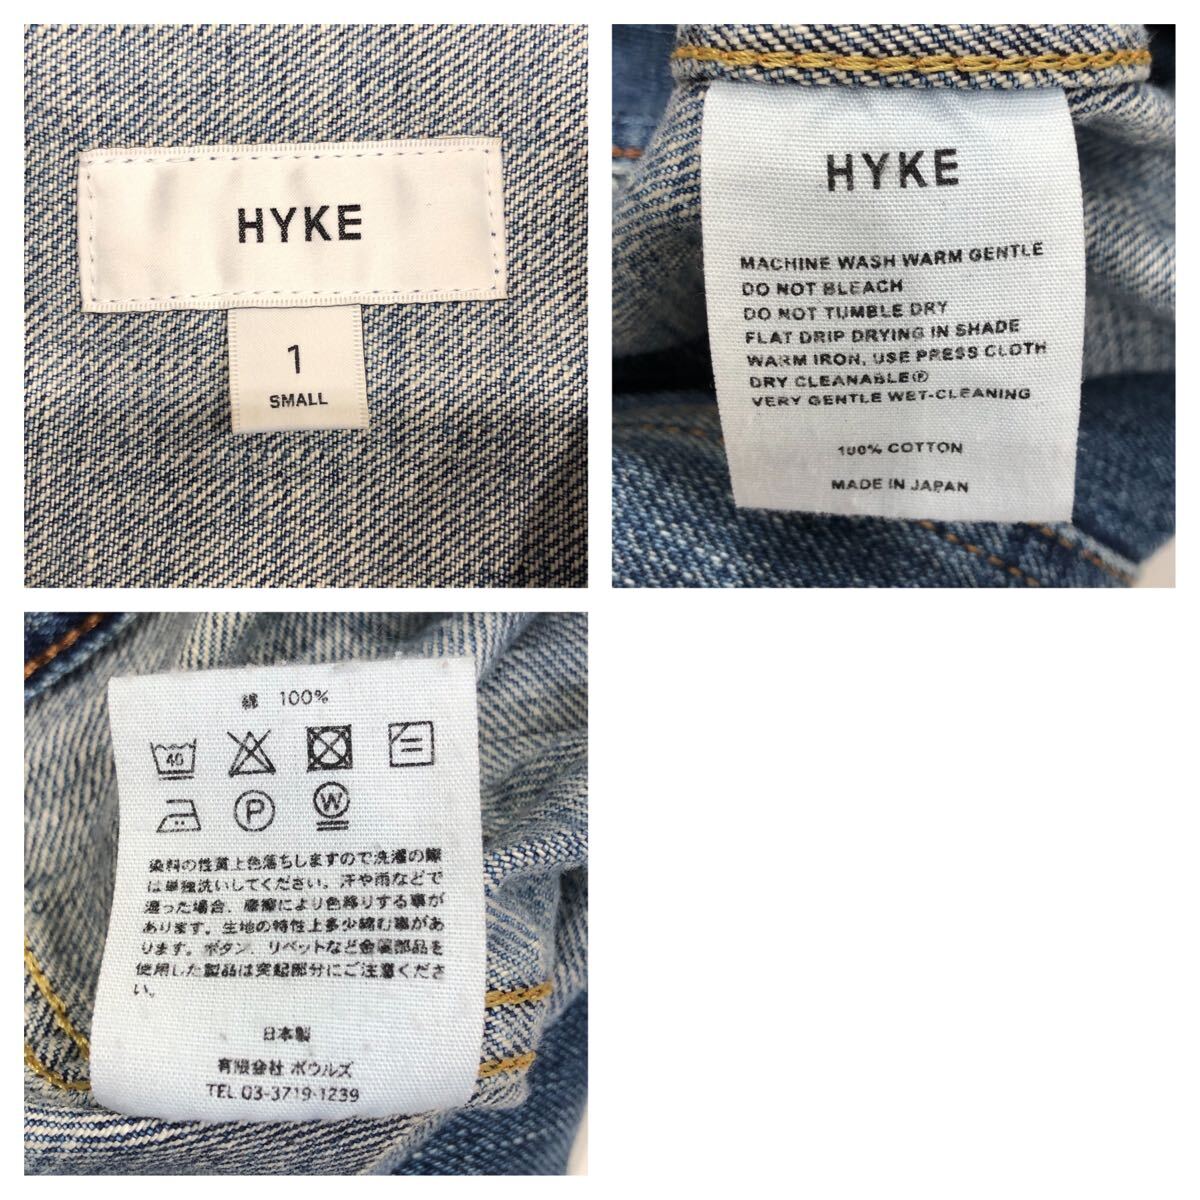 HYKE
1
SMALL
HYKE
MACHINE WASH WARM GENTLE
DO NOT BLEACH
DO NOT TUMBLE DRY
FLAT DRIP DRYING IN SHADE
WARM IRON, USE PRESS CLOTH
DRY CLEANABLE Ⓟ
VERY GENTLE WET-CLEANING
100% COTTON
MADE IN JAPAN
綿 100%
40
P
W
染料の性質上色落ちしますので洗濯の際
は単独洗いしてください。汗や雨などで
湿った場合、摩擦により色移りする事が
あります。生地の特性上多少縮む事があ
ります。ボタン、リベットなど金属部品を
使用した製品は突起部分にご注意くださ
い。
日本製
有限会社 ボウルズ
TEL 03-3719-1239